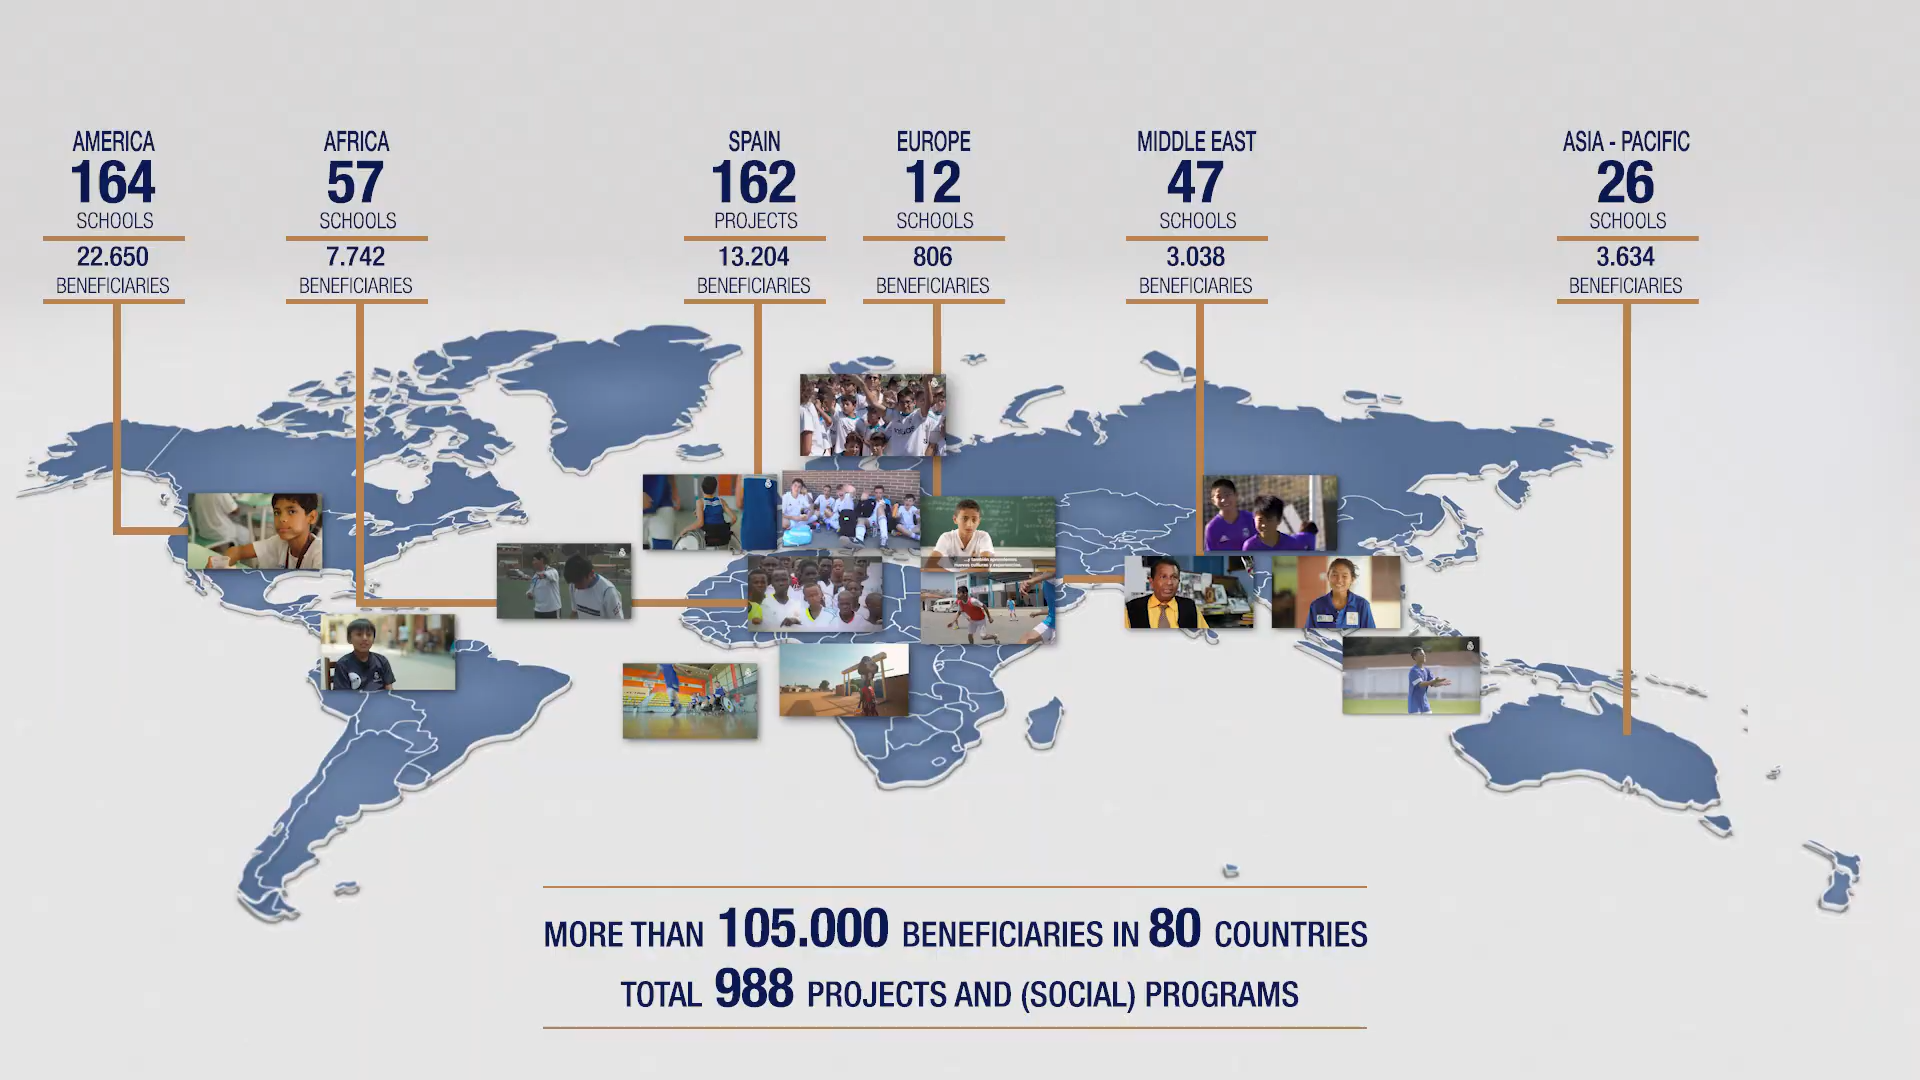 AMERICA
164
SCHOOLS
22.650
BENEFICIARIES
AFRICA
57
SCHOOLS
7.742
BENEFICIARIES
SPAIN
162
PROJECTS
13.204
BENEFICIARIES
EUROPE
12
SCHOOLS
806
BENEFICIARIES
MIDDLE EAST
47
SCHOOLS
3.038
BENEFICIARIES
ASIA - PACIFIC
26
SCHOOLS
3.634
BENEFICIARIES
MORE THAN 105.000 BENEFICIARIES IN 80 COUNTRIES
TOTAL 988 PROJECTS AND (SOCIAL) PROGRAMS